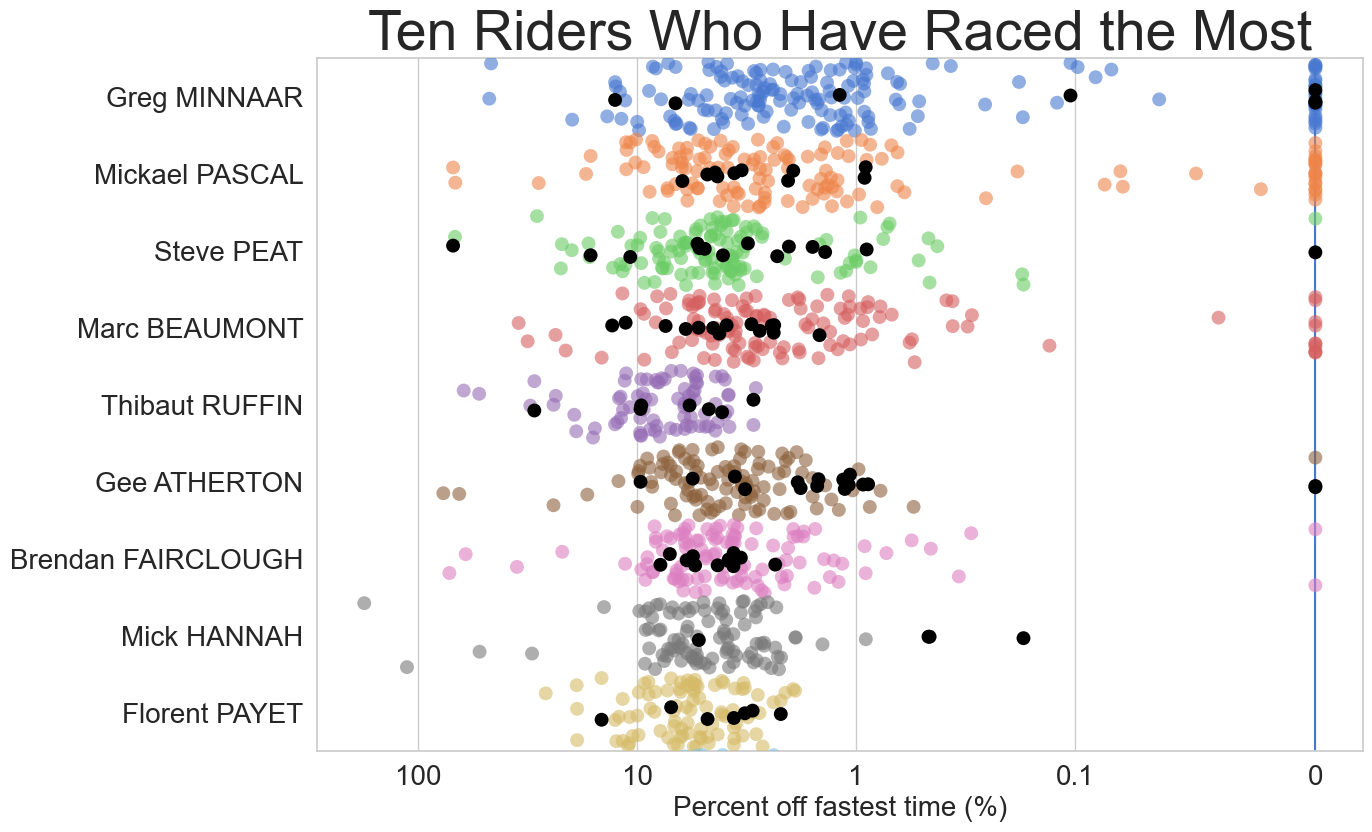 Ten Riders Who Have Raced the Most
Greg MINNAAR
Mickael PASCAL
Steve PEAT
Marc BEAUMONT
Thibaut RUFFIN
Gee ATHERTON
Brendan FAIRCLOUGH
Mick HANNAH
Florent PAYET
100 10 1 0.1 0
Percent off fastest time (%)